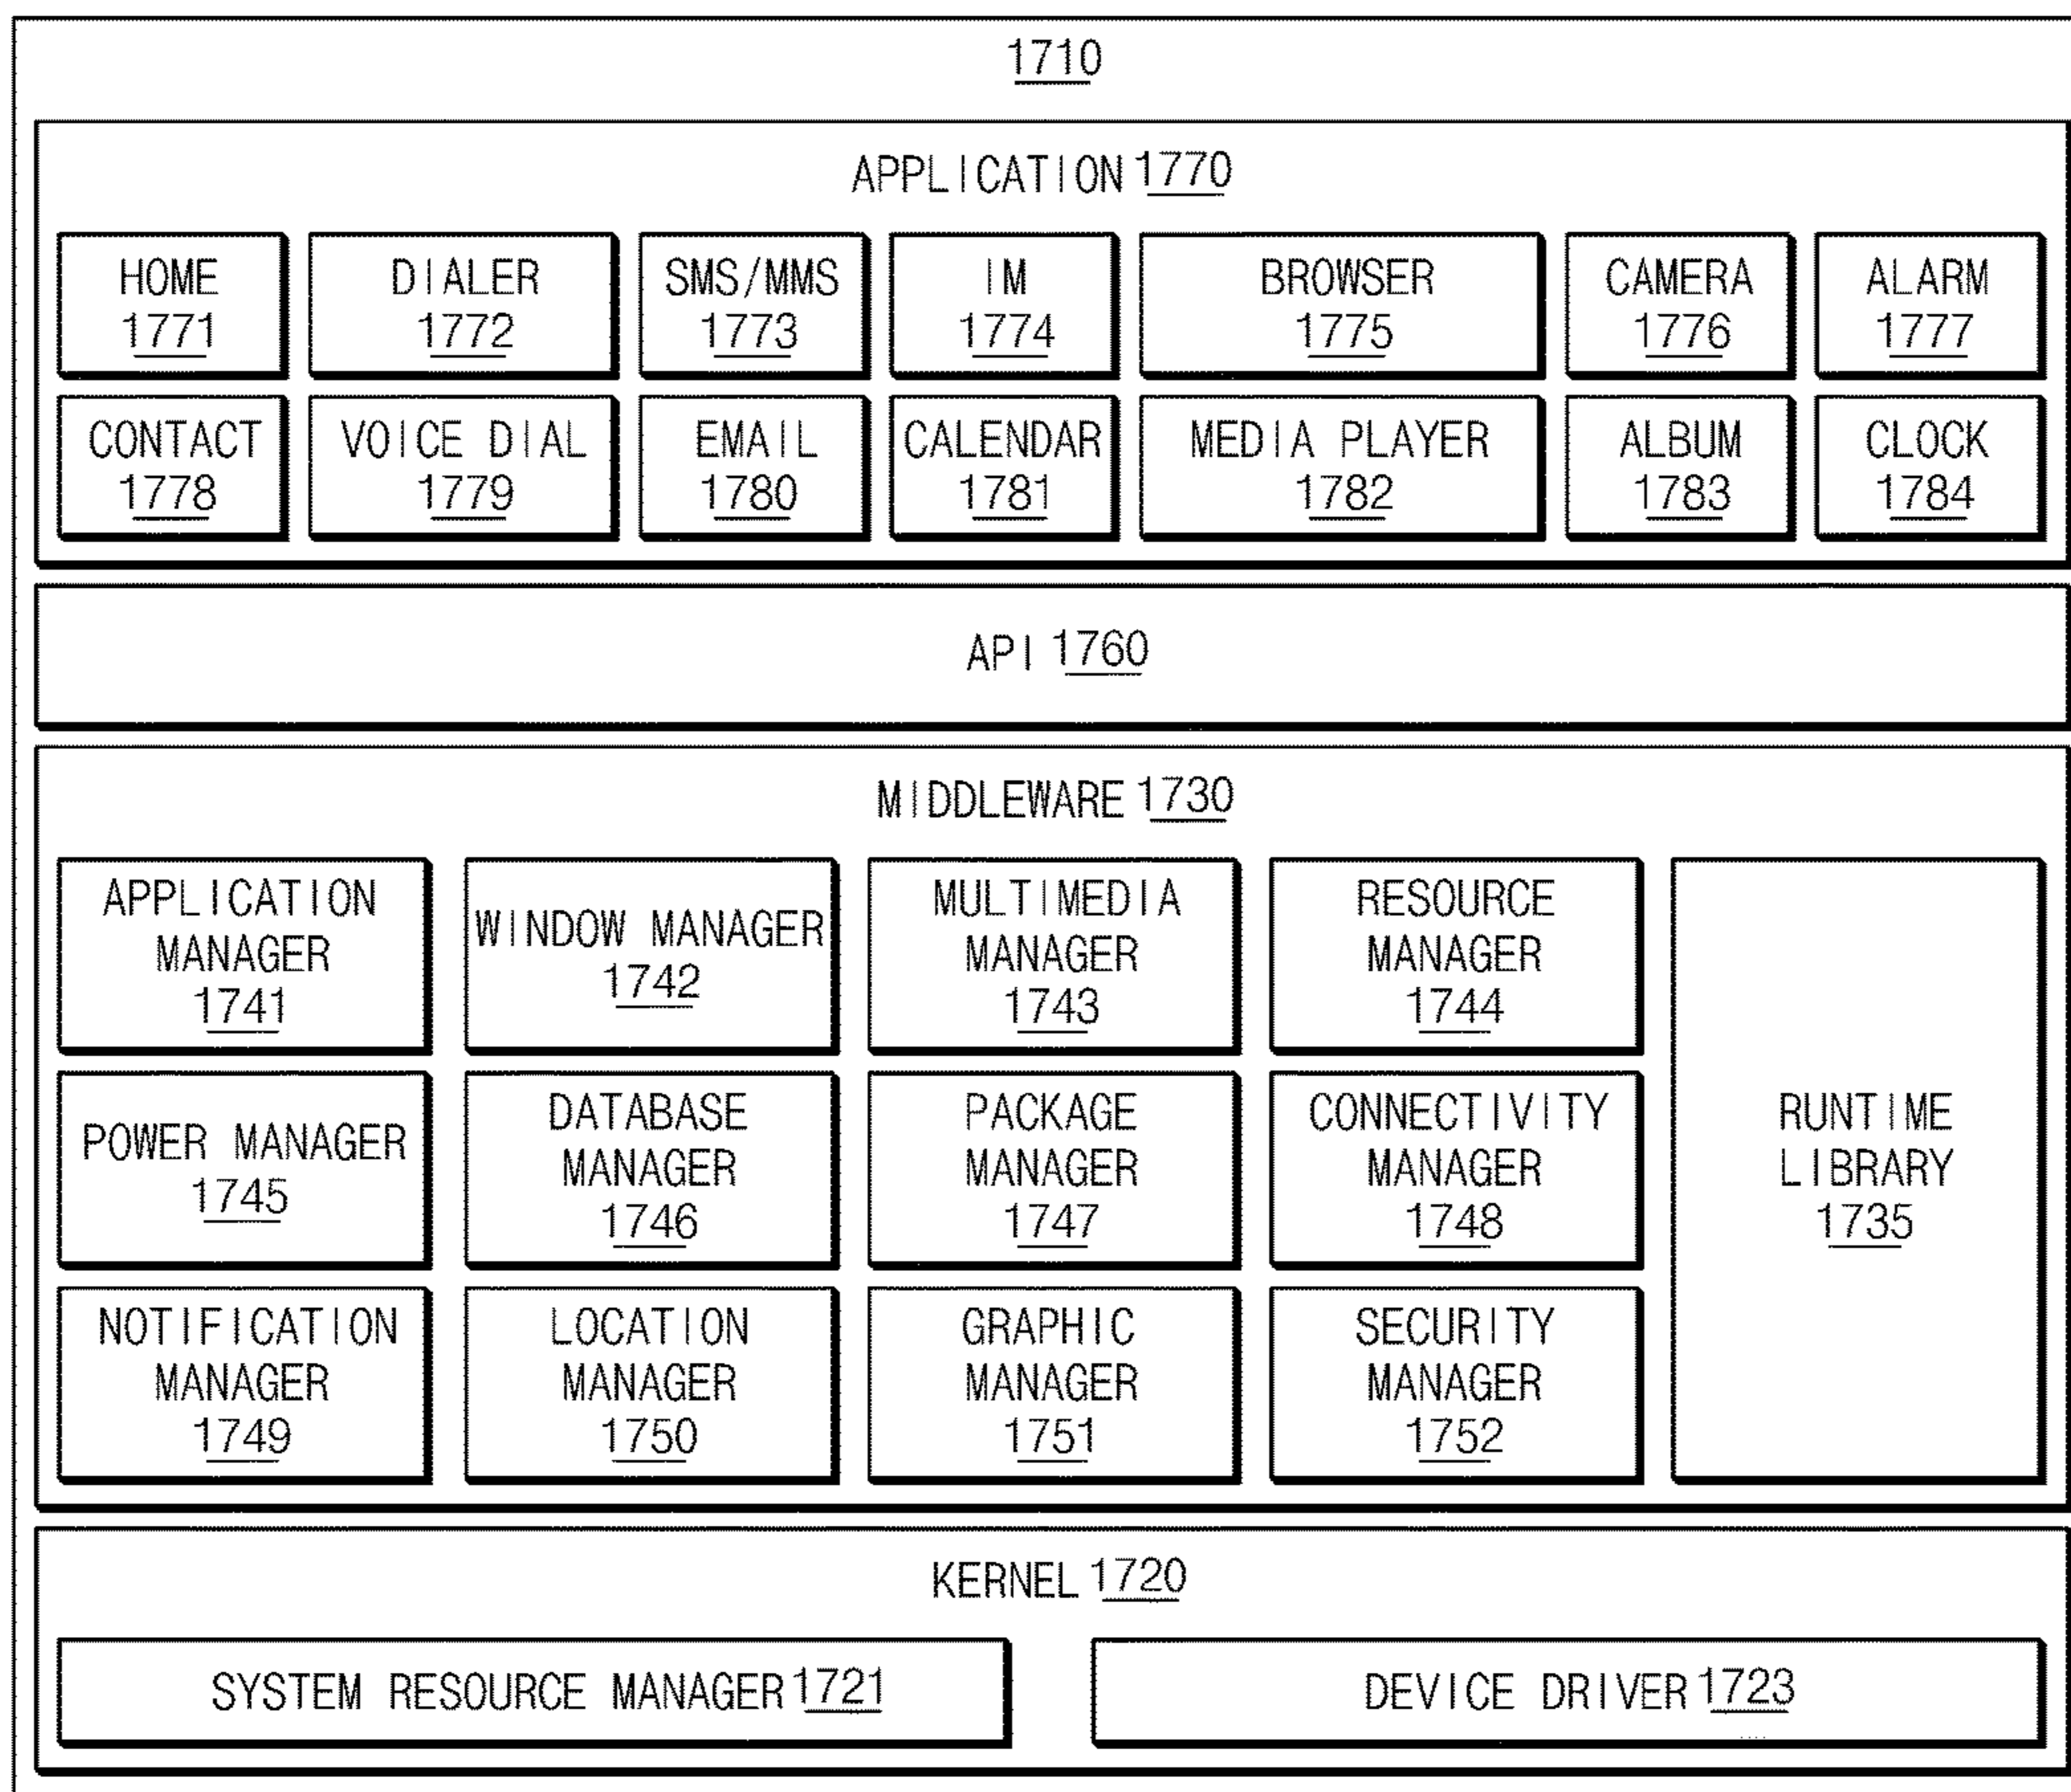 1710
APPLICATION 1770
HOME
1771
DIALER
1772
SMS/MMS
1773
IM
1774
BROWSER
1775
CAMERA
1776
ALARM
1777
CONTACT
1778
VOICE DIAL
1779
EMAIL
1780
CALENDAR
1781
MEDIA PLAYER
1782
ALBUM
1783
CLOCK
1784
API 1760
MIDDLEWARE 1730
APPLICATION
MANAGER
1741
WINDOW MANAGER
1742
MULTIMEDIA
MANAGER
1743
RESOURCE
MANAGER
1744
POWER MANAGER
1745
DATABASE
MANAGER
1746
PACKAGE
MANAGER
1747
CONNECTIVITY
MANAGER
1748
RUNTIME
LIBRARY
1735
NOTIFICATION
MANAGER
1749
LOCATION
MANAGER
1750
GRAPHIC
MANAGER
1751
SECURITY
MANAGER
1752
KERNEL 1720
SYSTEM RESOURCE MANAGER 1721
DEVICE DRIVER 1723